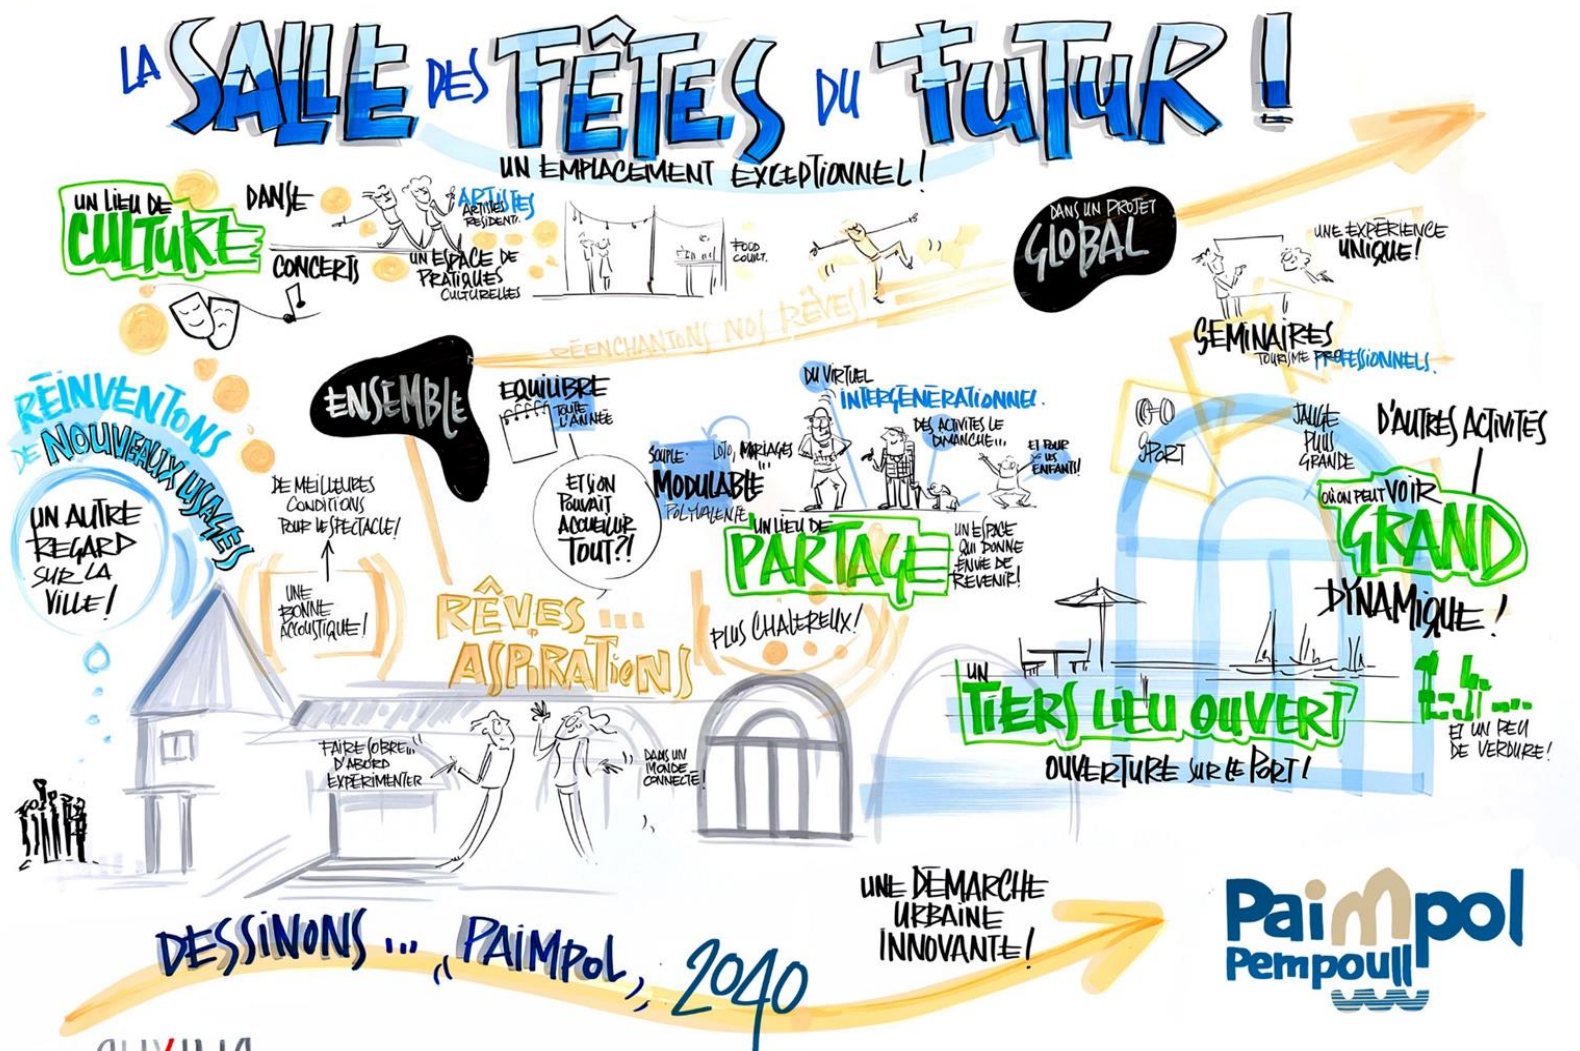 LA SALLE DES FÊTES DU FUTUR !
UN EMPLACEMENT EXCEPTIONNEL !
UN LIEU DE
CULTURE
DANSE
CONCERTS
ARTISTES
ARTISTES
RESIDENTS.
UN ESPACE DE
PRATIQUES
CULTURELLES
FOOD
COURT.
DANS UN PROJET
GLOBAL
UNE EXPÉRIENCE
UNIQUE !
SEMINAIRES
TOURISME PROFESSIONNELS.
RÉENCHANTONS NOS RÊVES !
ENSEMBLE
RÉINVENTONS
DE NOUVEAUX USAGES
UN AUTRE
REGARD
SUR LA
VILLE !
DE MEILLEURES
CONDITIONS
POUR LE SPECTACLE !
UNE
BONNE
ACCOUSTIQUE !
EQUILIBRE
TOUTE
L'ANNÉE
ET SI ON
POUVAIT
ACCUEILLIR
TOUT ?!
SOUPLE.
LOTO, MARIAGES...
MODULABLE
POLYVALENTE
DU VIRTUEL
INTERGÉNÉRATIONNEL.
DES ACTIVITES LE
DIMANCHE...
ET POUR
LES
ENFANTS !
UN LIEU DE
PARTAGE
UN ESPACE
QUI DONNE
ENVIE DE
REVENIR !
PLUS CHALEREUX !
RÊVES...
ASPIRATIONS
SPORT
JAUGE
PLUS
GRANDE
D'AUTRES ACTIVITÉS
OÙ ON PEUT VOIR
GRAND
DYNAMIQUE !
UN
TIERS LIEU OUVERT
OUVERTURE SUR LE PORT !
ET UN PEU
DE VERDURE !
FAIRE SOBRE...
D'ABORD
EXPÉRIMENTER
DANS UN
MONDE
CONNECTÉ !
DESSINONS... "PAIMPOL, 2040
UNE DÉMARCHE
URBAINE
INNOVANTE !
Paimpol
Pempoull